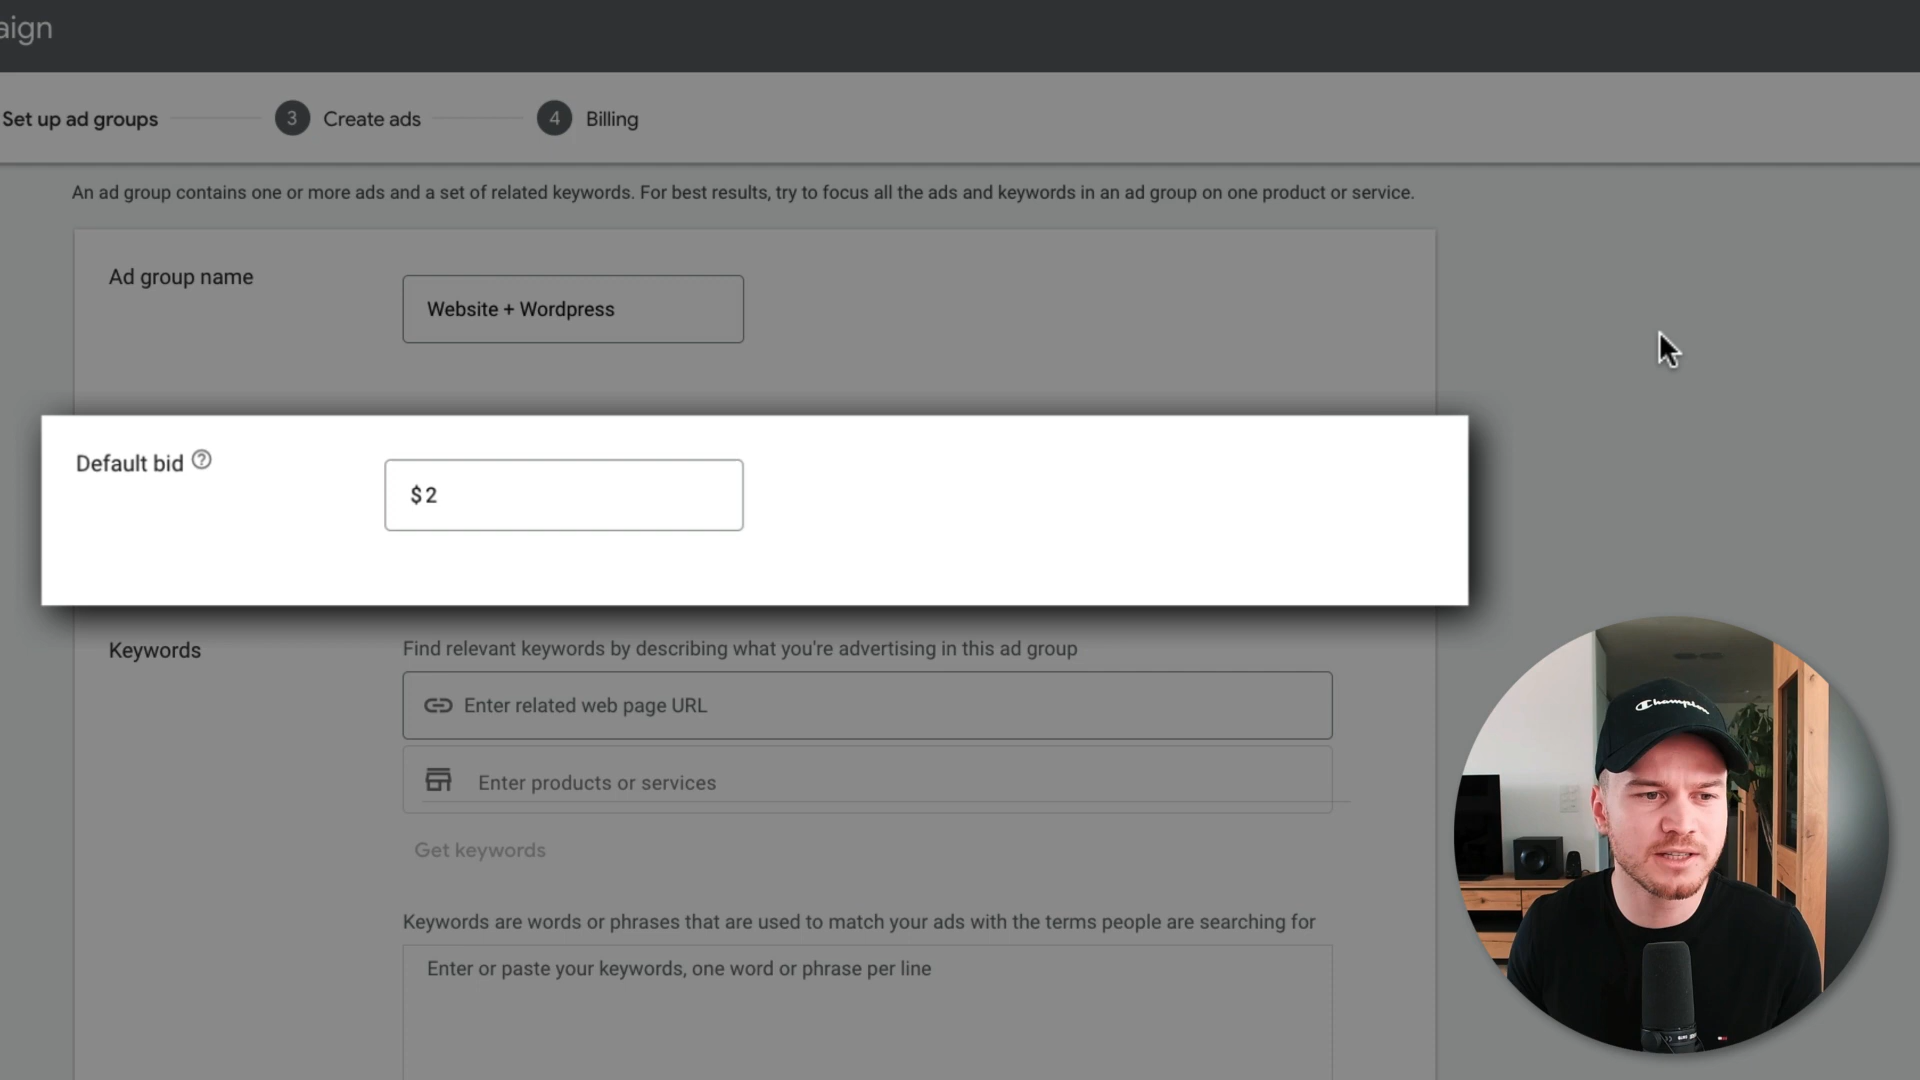 aign
Set up ad groups
3 Create ads
4 Billing
An ad group contains one or more ads and a set of related keywords. For best results, try to focus all the ads and keywords in an ad group on one product or service.
Ad group name
Website + Wordpress
Default bid ?
$ 2
Keywords
Find relevant keywords by describing what you're advertising in this ad group
Enter related web page URL
Enter products or services
Get keywords
Keywords are words or phrases that are used to match your ads with the terms people are searching for
Enter or paste your keywords, one word or phrase per line
Champion